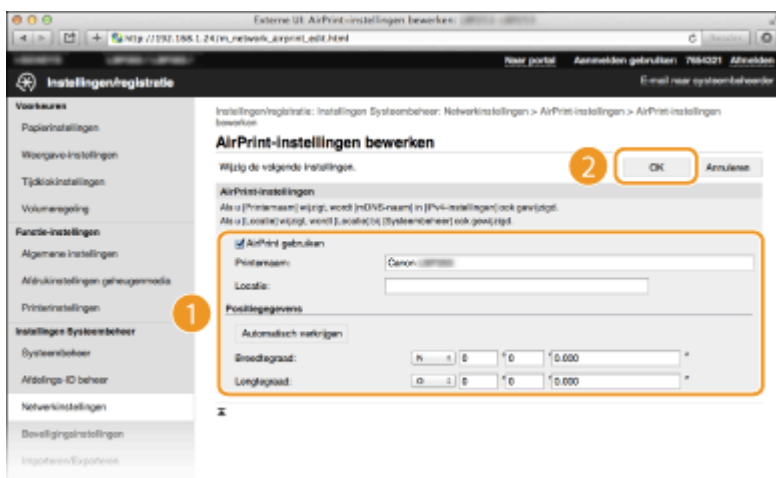 Externe UI: AirPrint-instellingen bewerken:
http://192.168.1.24/m_network_airprint_edit.html
Reader
Naar portal Aanmelden gebruiker: 7654321 Afmelden
Instellingen/registratie
E-mail naar systeembeheerder
Voorkeuren
Papierinstellingen
Weergave-instellingen
Tijdklokinstellingen
Volumeregeling
Functie-instellingen
Algemene instellingen
Afdrukinstellingen geheugenmedia
Printerinstellingen
Instellingen Systeembeheer
Systeembeheer
Afdelings-ID beheer
Netwerkinstellingen
Beveiligingsinstellingen
Importeren/Exporteren
Instellingen/registratie: Instellingen Systeembeheer: Netwerkinstellingen > AirPrint-instellingen > AirPrint-instellingen
bewerken
AirPrint-instellingen bewerken
Wijzig de volgende instellingen.
2
OK
Annuleren
AirPrint-instellingen
Als u [Printernaam] wijzigt, wordt [mDNS-naam] in [IPv4-instellingen] ook gewijzigd.
Als u [Locatie] wijzigt, wordt [Locatie] bij [Systeembeheer] ook gewijzigd.
1
AirPrint gebruiken
Printernaam: Canon
Locatie:
Positiegegevens
Automatisch verkrijgen
Breedtegraad: N 0 ° 0 ' 0.000 "
Lengtegraad: O 0 ° 0 ' 0.000 "